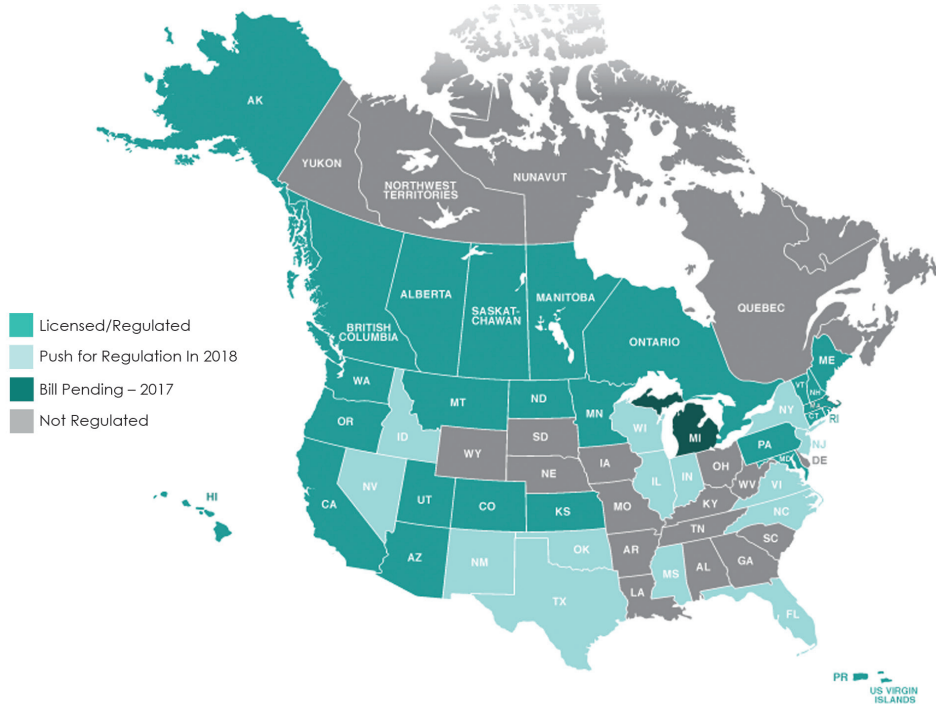 AK
YUKON
NORTHWEST
TERRITORIES
NUNAVUT
BRITISH
COLUMBIA
ALBERTA
SASKAT-
CHAWAN
MANITOBA
ONTARIO
QUEBEC
Licensed/Regulated
Push for Regulation In 2018
Bill Pending – 2017
Not Regulated
WA
MT
ND
MN
OR
ID
WY
SD
WI
MI
NY
VT
NH
ME
MA
CT
RI
NJ
PA
MD
DE
CA
NV
UT
CO
NE
KS
IA
MO
IL
IN
OH
WV
VI
KY
NC
TN
SC
HI
AZ
NM
OK
TX
AR
LA
MS
AL
GA
FL
PR
US VIRGIN
ISLANDS